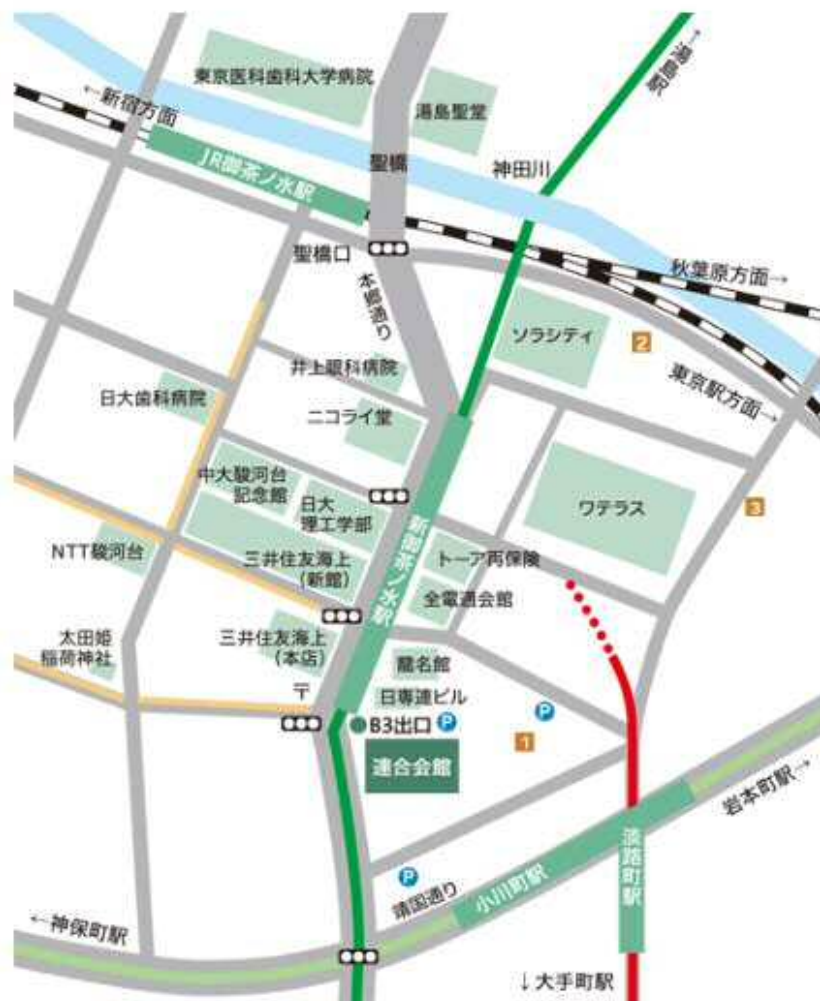 東京医科歯科大学病院
湯島聖堂
↑湯島駅
←新宿方面
JR御茶ノ水駅
聖橋
神田川
聖橋口
本郷通り
秋葉原方面→
ソラシティ
2
東京駅方面→
井上眼科病院
日大歯科病院
ニコライ堂
中大駿河台
記念館
日大
理工学部
新御茶ノ水駅
ワテラス
3
NTT駿河台
三井住友海上
(新館)
トーア再保険
全電通会館
太田姫
稲荷神社
三井住友海上
(本店)
龍名館
日専連ビル
〒
B3出口
P
P
1
連合会館
岩本町駅→
淡路町駅
小川町駅
P
靖国通り
←神保町駅
↓大手町駅